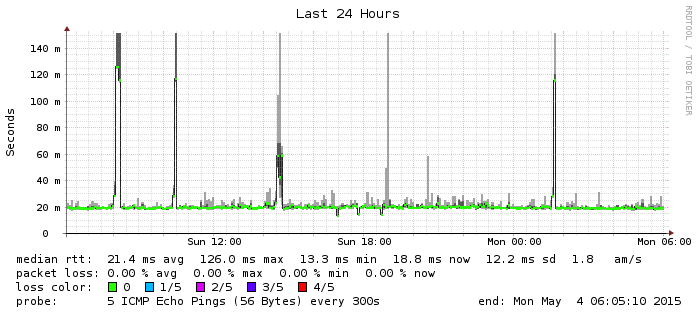 Last 24 Hours
RRDTOOL / TOBI OETIKER
Seconds
140 m
120 m
100 m
80 m
60 m
40 m
20 m
0
Sun 12:00 Sun 18:00 Mon 00:00 Mon 06:00
median rtt: 21.4 ms avg 126.0 ms max 13.3 ms min 18.8 ms now 12.2 ms sd 1.8 am/s
packet loss: 0.00 % avg 0.00 % max 0.00 % min 0.00 % now
loss color: 0 1/5 2/5 3/5 4/5
probe: 5 ICMP Echo Pings (56 Bytes) every 300s end: Mon May 4 06:05:10 2015